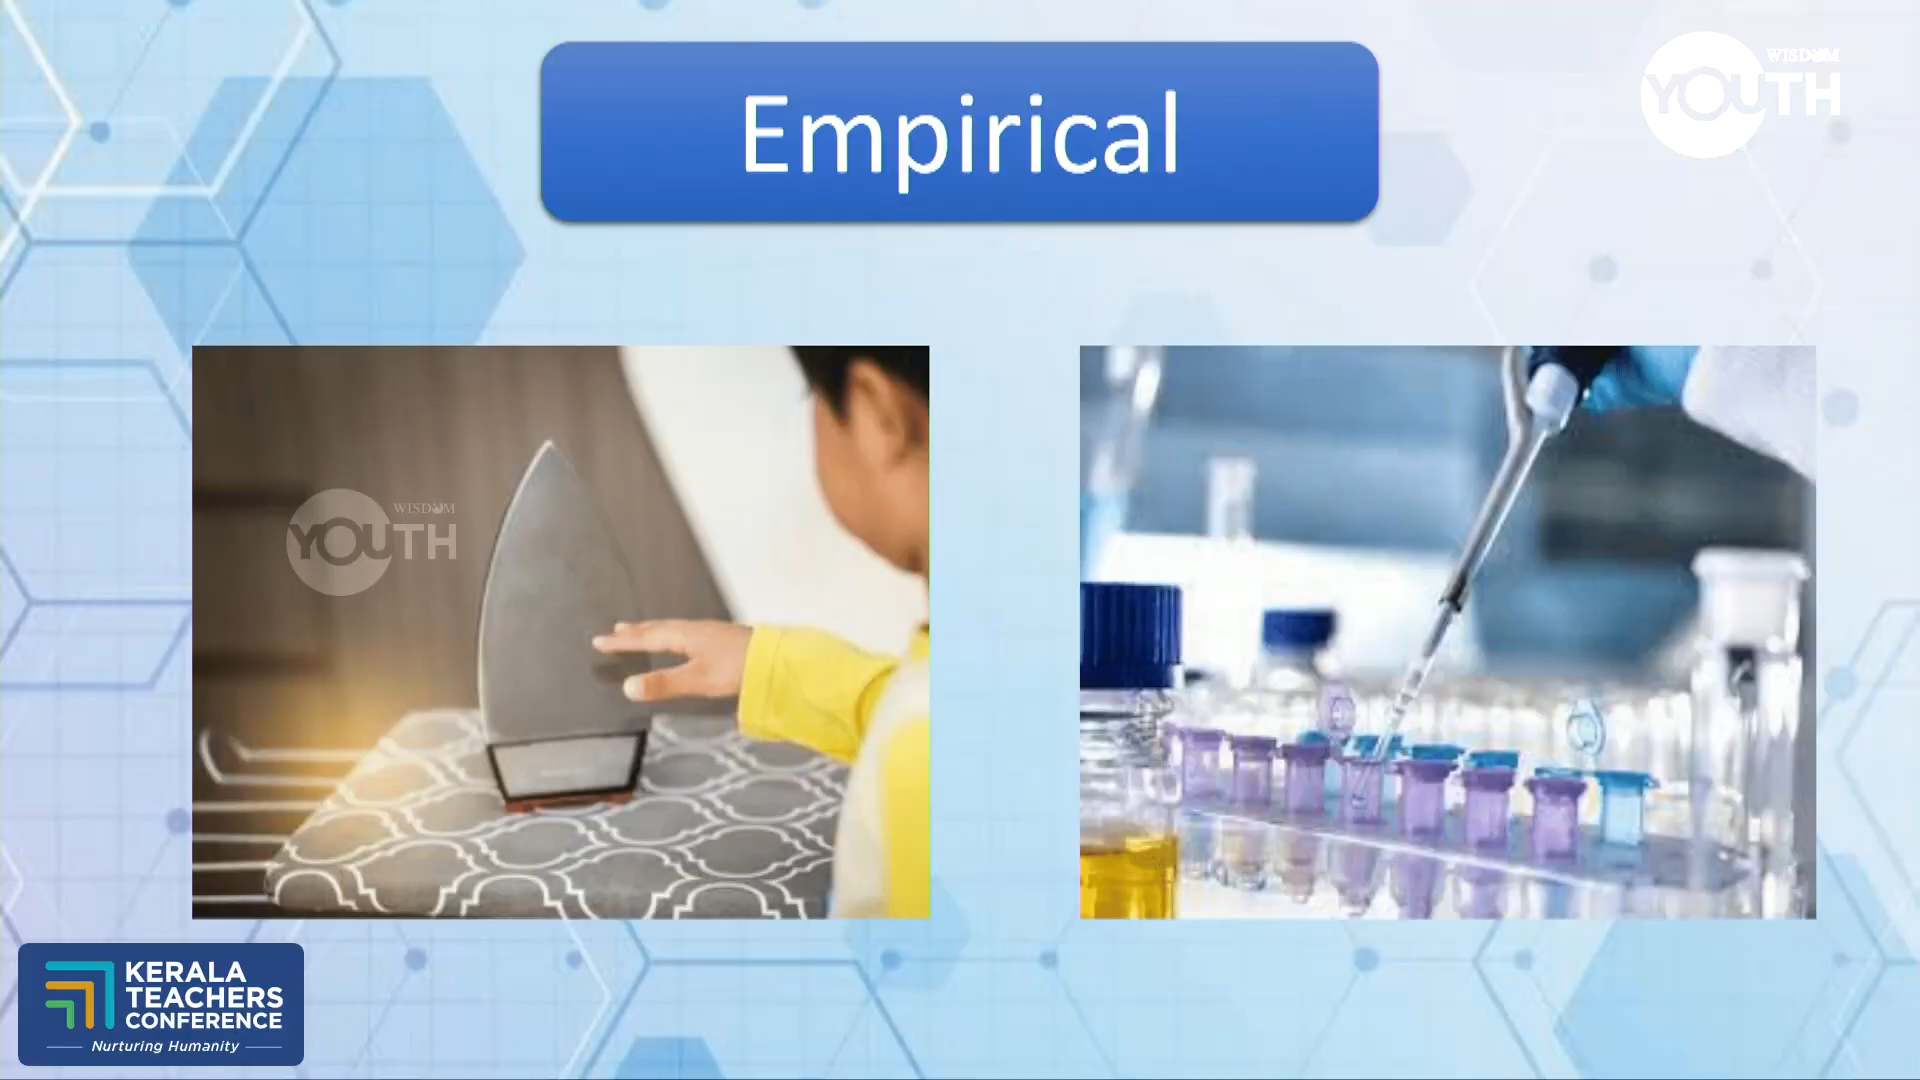 Empirical
WISDOM
YOUTH
WISDOM
YOUTH
KERALA
TEACHERS
CONFERENCE
Nurturing Humanity